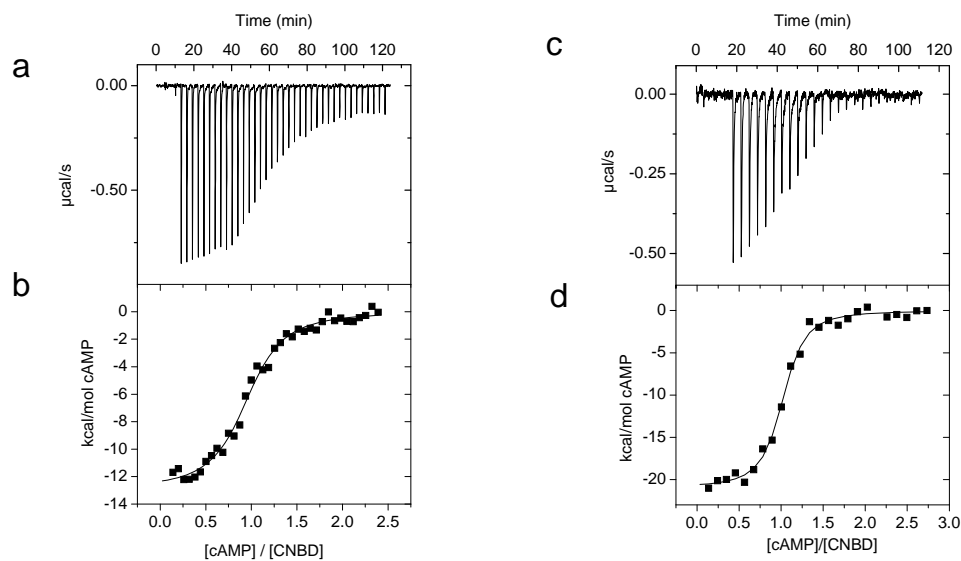 a
Time (min)
0 20 40 60 80 100 120
0.00
-0.50
µcal/s
b
0
-2
-4
-6
-8
-10
-12
-14
kcal/mol cAMP
0.0 0.5 1.0 1.5 2.0 2.5
[cAMP] / [CNBD]
c
Time (min)
0 20 40 60 80 100 120
0.00
-0.25
-0.50
µcal/s
d
0
-5
-10
-15
-20
kcal/mol cAMP
0.0 0.5 1.0 1.5 2.0 2.5 3.0
[cAMP]/[CNBD]